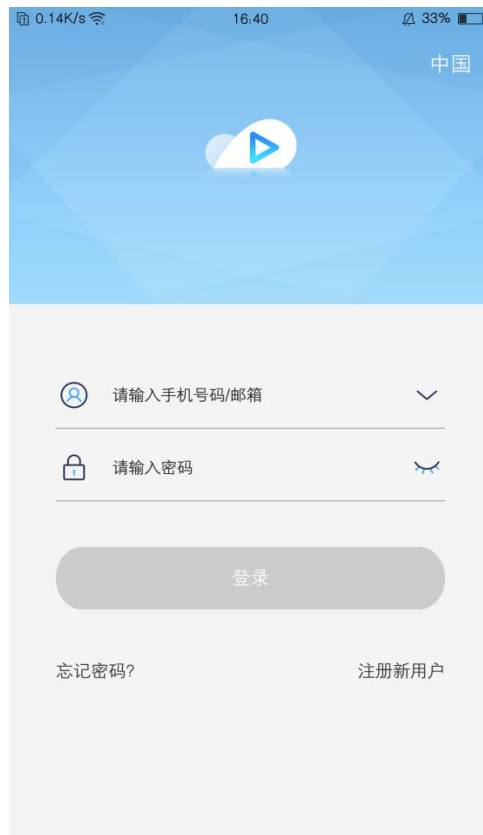 0.14K/s 16:40 33%
中国
请输入手机号码/邮箱
请输入密码
登录
忘记密码? 注册新用户